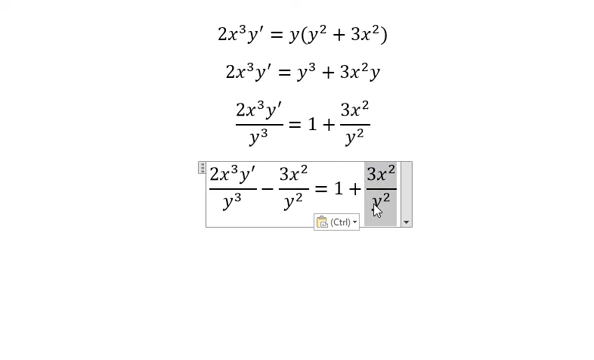 2x³y′ = y(y² + 3x²)
2x³y′ = y³ + 3x²y
2x³y′/y³ = 1 + 3x²/y²
2x³y′/y³ − 3x²/y² = 1 + 3x²/y²
(Ctrl)